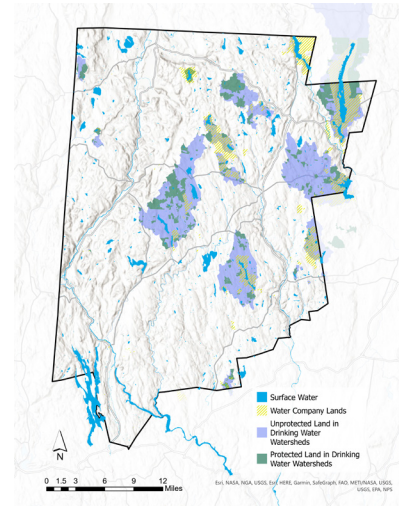 Surface Water
Water Company Lands
Unprotected Land in
Drinking Water
Watersheds
Protected Land in Drinking
Water Watersheds
N
0 1.5 3 6 9 12
Miles
Esri, NASA, NGA, USGS, Esri, HERE, Garmin, SafeGraph, FAO, METI/NASA, USGS,
USGS, EPA, NPS